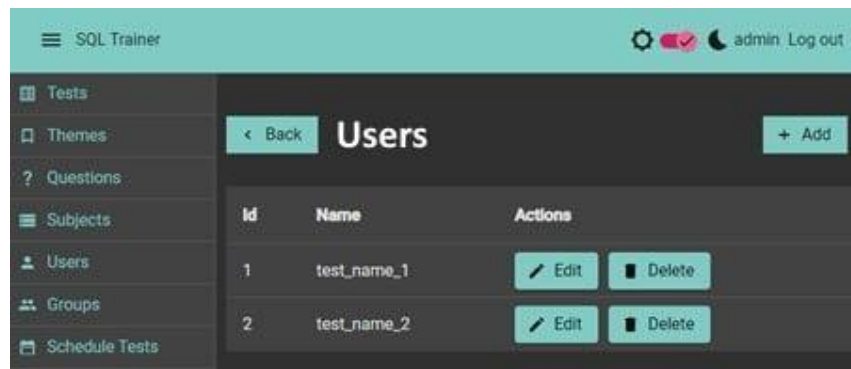 SQL Trainer
admin Log out
Tests
Themes
Questions
Subjects
Users
Groups
Schedule Tests
Back
Users
+ Add
Id Name Actions
1 test_name_1 Edit Delete
2 test_name_2 Edit Delete